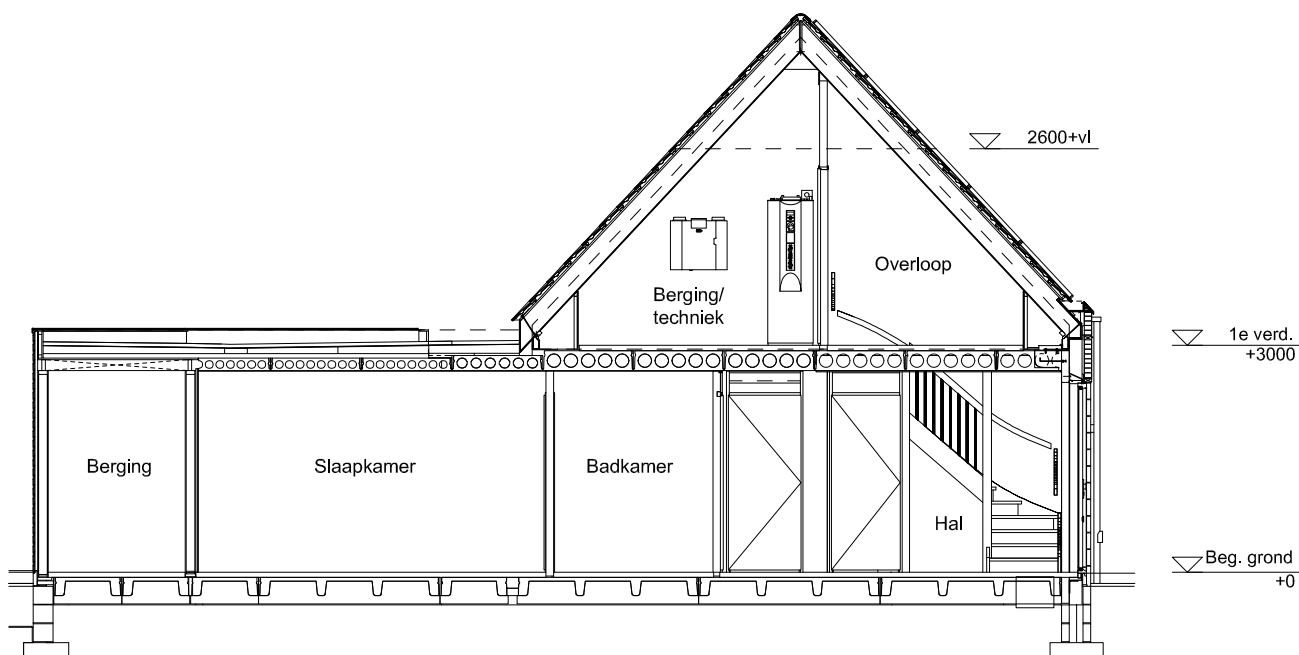 2600+vl
Overloop
Berging/
techniek
1e verd.
+3000
Berging
Slaapkamer
Badkamer
Hal
Beg. grond
+0